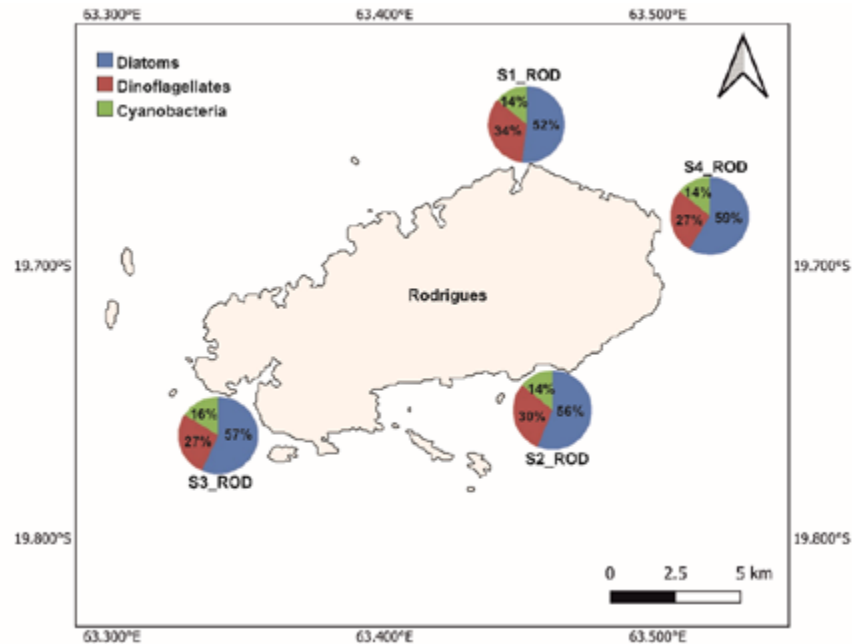 63.300°E 63.400°E 63.500°E
Diatoms
Dinoflagellates
Cyanobacteria
S1_ROD
14%
34% 52%
S4_ROD
14%
27% 59%
19.700°S 19.700°S
Rodrigues
14%
30% 56%
S2_ROD
16%
27% 57%
S3_ROD
19.800°S 19.800°S
0 2.5 5 km
63.300°E 63.400°E 63.500°E